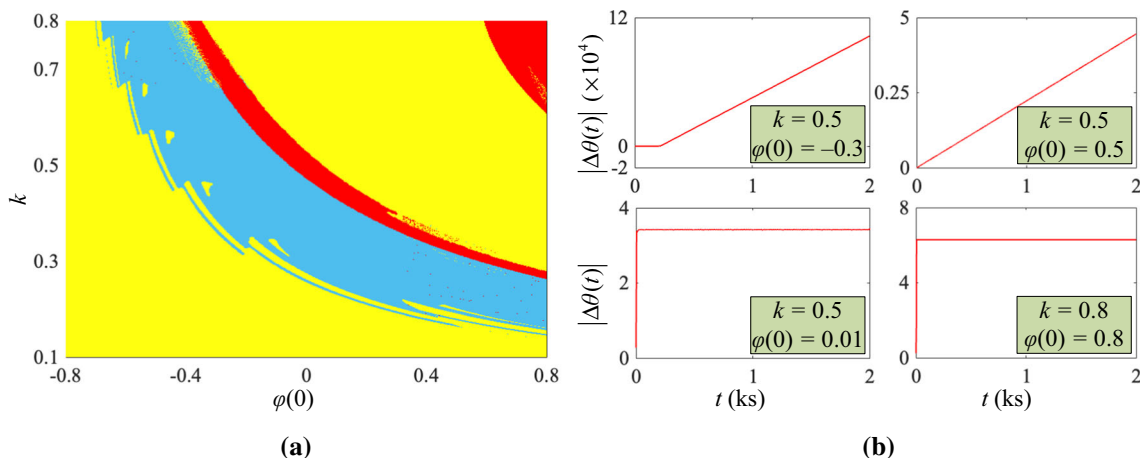 0.8
0.7
0.5
0.3
0.1
k
-0.8
-0.4
0
0.4
0.8
φ(0)
(a)
|Δθ(t)| (×10⁴)
12
0
-2
0
1
2
k = 0.5
φ(0) = –0.3
5
0.25
0
0
1
2
k = 0.5
φ(0) = 0.5
|Δθ(t)|
4
2
0
0
1
2
t (ks)
k = 0.5
φ(0) = 0.01
8
4
0
0
1
2
t (ks)
k = 0.8
φ(0) = 0.8
(b)